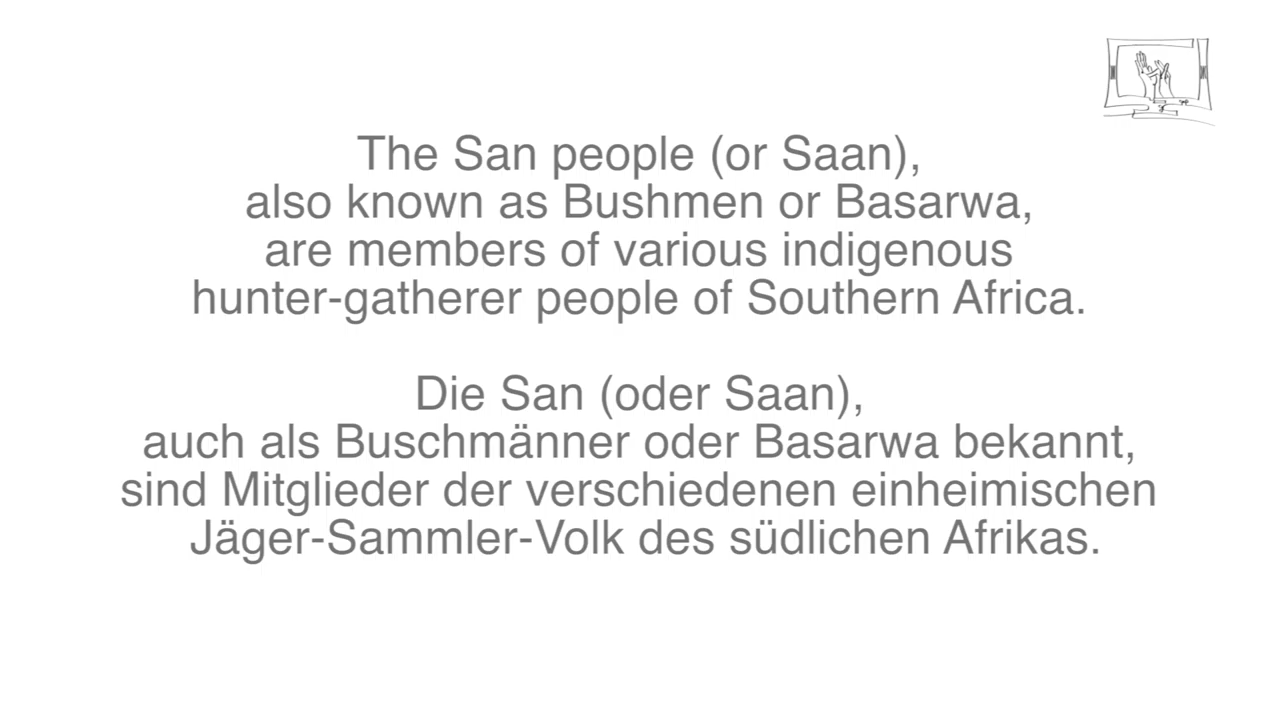 The San people (or Saan),
also known as Bushmen or Basarwa,
are members of various indigenous
hunter-gatherer people of Southern Africa.
Die San (oder Saan),
auch als Buschmänner oder Basarwa bekannt,
sind Mitglieder der verschiedenen einheimischen
Jäger-Sammler-Volk des südlichen Afrikas.